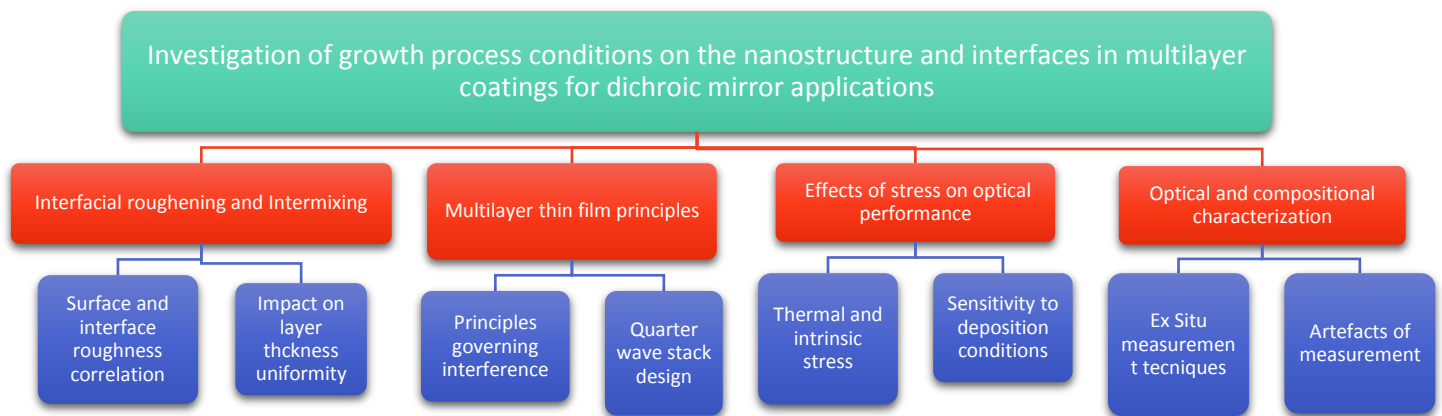 Investigation of growth process conditions on the nanostructure and interfaces in multilayer
coatings for dichroic mirror applications
Interfacial roughening and Intermixing
Multilayer thin film principles
Effects of stress on optical
performance
Optical and compositional
characterization
Surface and
interface
roughness
correlation
Impact on
layer
thckness
uniformity
Principles
governing
interference
Quarter
wave stack
design
Thermal and
intrinsic
stress
Sensitivity to
deposition
conditions
Ex Situ
measuremen
t tecniques
Artefacts of
measurement